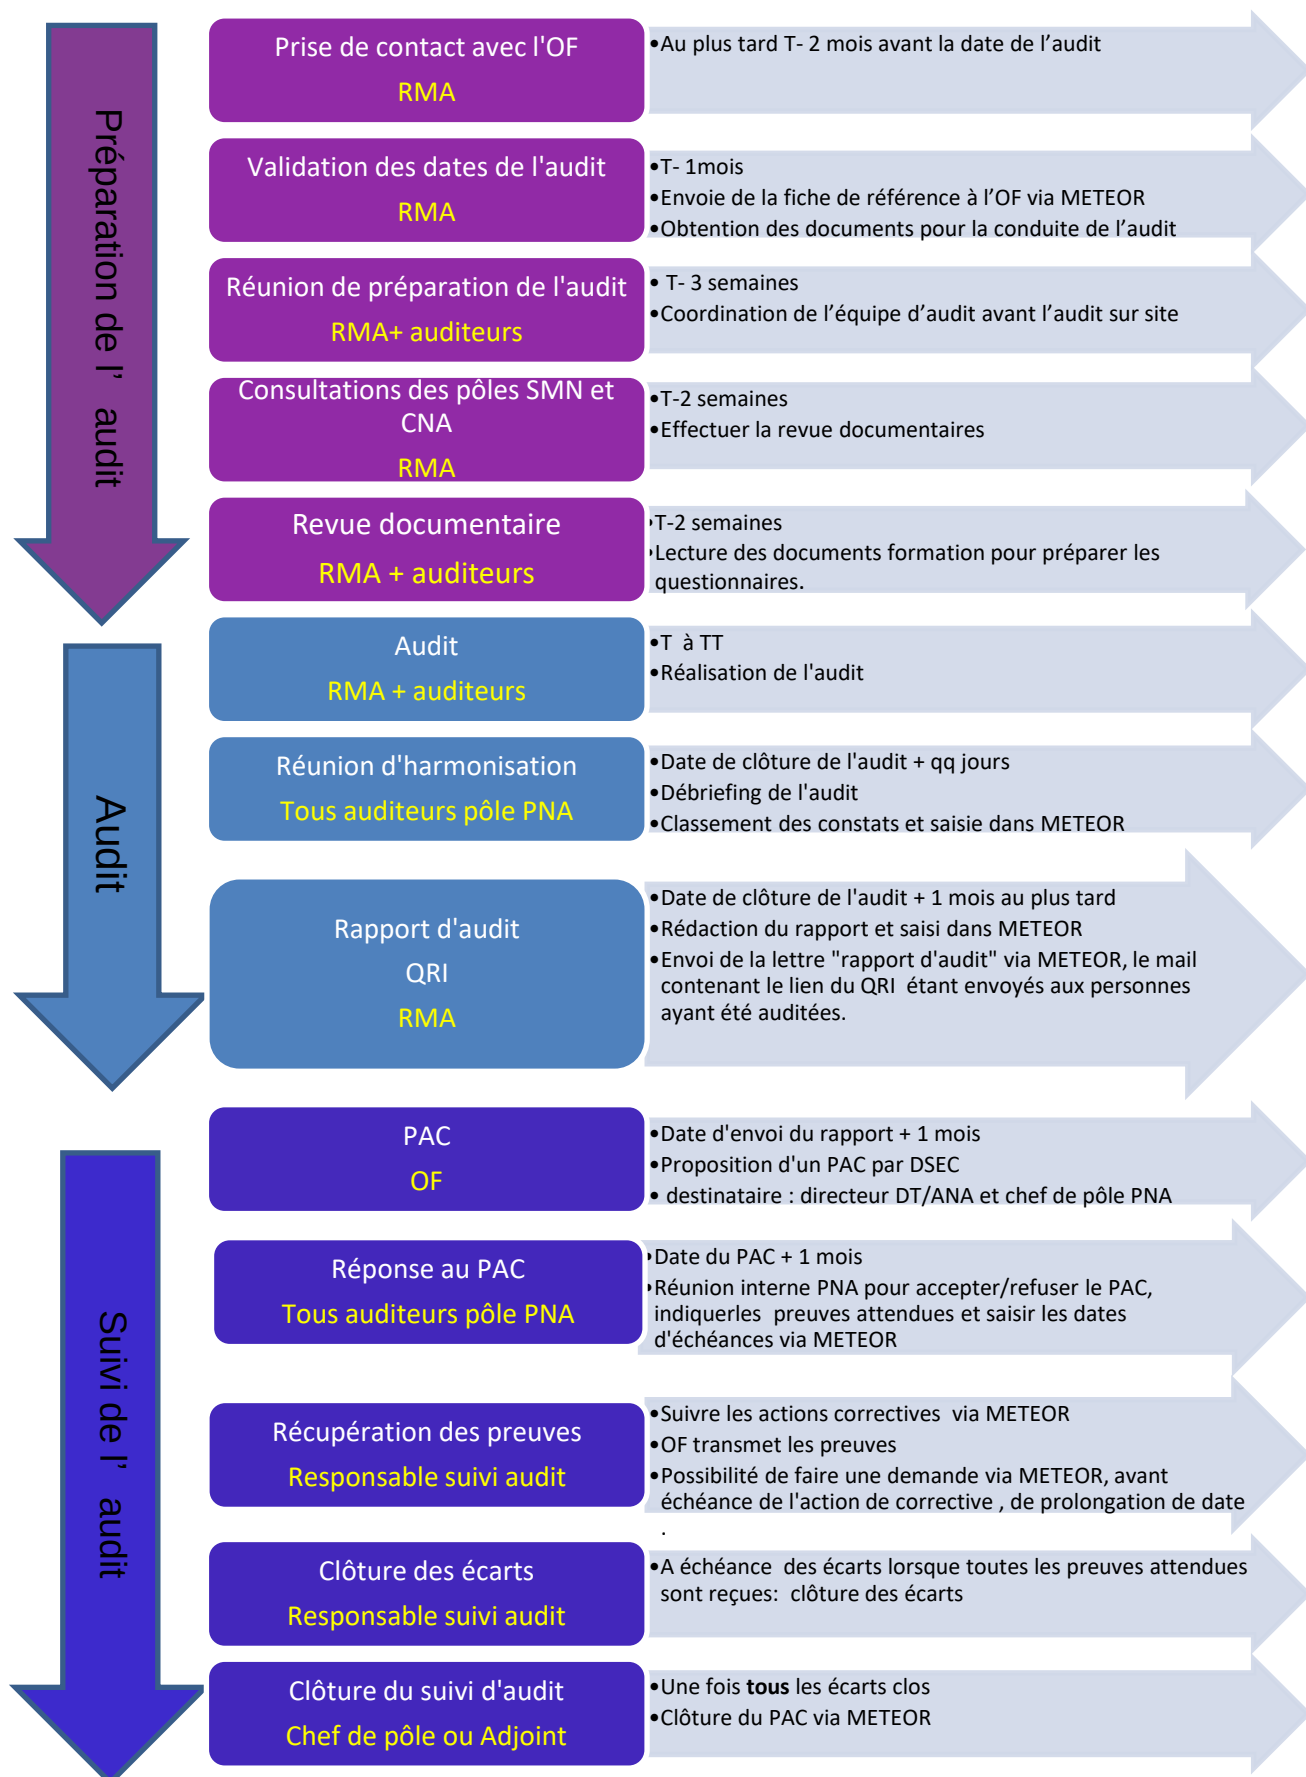 Préparation de l' audit
Prise de contact avec l'OF
RMA
•Au plus tard T- 2 mois avant la date de l’audit
Validation des dates de l'audit
RMA
•T- 1mois
•Envoie de la fiche de référence à l’OF via METEOR
•Obtention des documents pour la conduite de l’audit
Réunion de préparation de l'audit
RMA+ auditeurs
• T- 3 semaines
•Coordination de l’équipe d’audit avant l’audit sur site
Consultations des pôles SMN et
CNA
RMA
•T-2 semaines
•Effectuer la revue documentaires
Revue documentaire
RMA + auditeurs
•T-2 semaines
•Lecture des documents formation pour préparer les
questionnaires.
Audit
Audit
RMA + auditeurs
•T à TT
•Réalisation de l'audit
Réunion d'harmonisation
Tous auditeurs pôle PNA
•Date de clôture de l'audit + qq jours
•Débriefing de l'audit
•Classement des constats et saisie dans METEOR
Rapport d'audit
QRI
RMA
•Date de clôture de l'audit + 1 mois au plus tard
•Rédaction du rapport et saisi dans METEOR
•Envoi de la lettre "rapport d'audit" via METEOR, le mail
contenant le lien du QRI étant envoyés aux personnes
ayant été auditées.
Suivi de l' audit
PAC
OF
•Date d'envoi du rapport + 1 mois
•Proposition d'un PAC par DSEC
• destinataire : directeur DT/ANA et chef de pôle PNA
Réponse au PAC
Tous auditeurs pôle PNA
•Date du PAC + 1 mois
•Réunion interne PNA pour accepter/refuser le PAC,
indiquerles preuves attendues et saisir les dates
d'échéances via METEOR
Récupération des preuves
Responsable suivi audit
•Suivre les actions correctives via METEOR
•OF transmet les preuves
•Possibilité de faire une demande via METEOR, avant
échéance de l'action de corrective , de prolongation de date
.
Clôture des écarts
Responsable suivi audit
•A échéance des écarts lorsque toutes les preuves attendues
sont reçues: clôture des écarts
Clôture du suivi d'audit
Chef de pôle ou Adjoint
•Une fois tous les écarts clos
•Clôture du PAC via METEOR